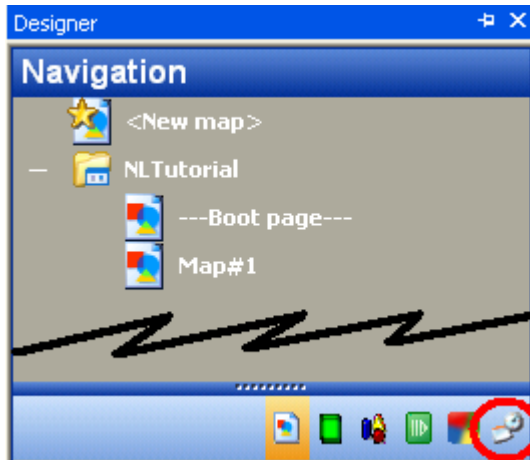 Designer
Navigation
<New map>
NLTutorial
---Boot page---
Map#1